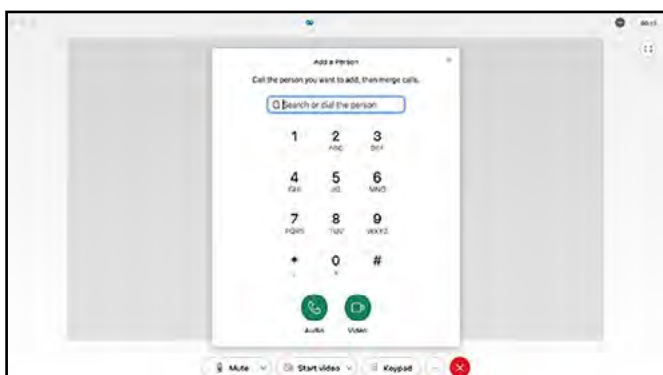 Add a Person
Call the person you want to add, then merge calls.
Search or dial the person
1 2 3
ABC DEF
4 5 6
GHI JKL MNO
7 8 9
PQRS TUV WXYZ
* 0 #
, +
Audio Video
Mute Start video Keypad